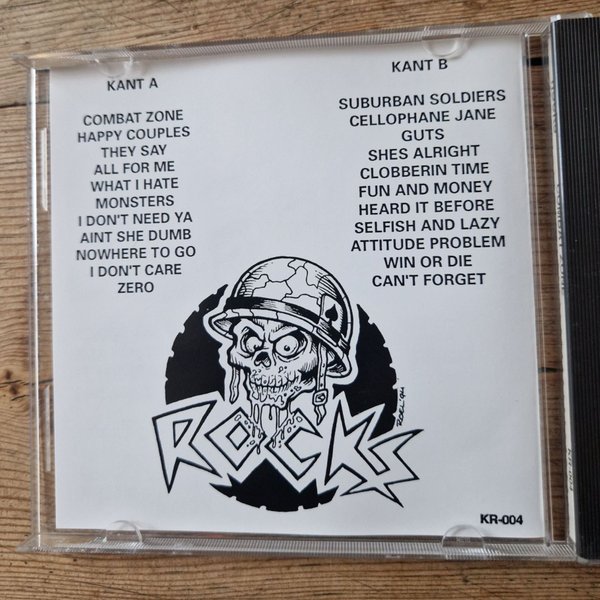 KANT A
COMBAT ZONE
HAPPY COUPLES
THEY SAY
ALL FOR ME
WHAT I HATE
MONSTERS
I DON'T NEED YA
AINT SHE DUMB
NOWHERE TO GO
I DON'T CARE
ZERO
KANT B
SUBURBAN SOLDIERS
CELLOPHANE JANE
GUTS
SHES ALRIGHT
CLOBBERIN TIME
FUN AND MONEY
HEARD IT BEFORE
SELFISH AND LAZY
ATTITUDE PROBLEM
WIN OR DIE
CAN'T FORGET
ROCKS
ROEL '94
KR-004